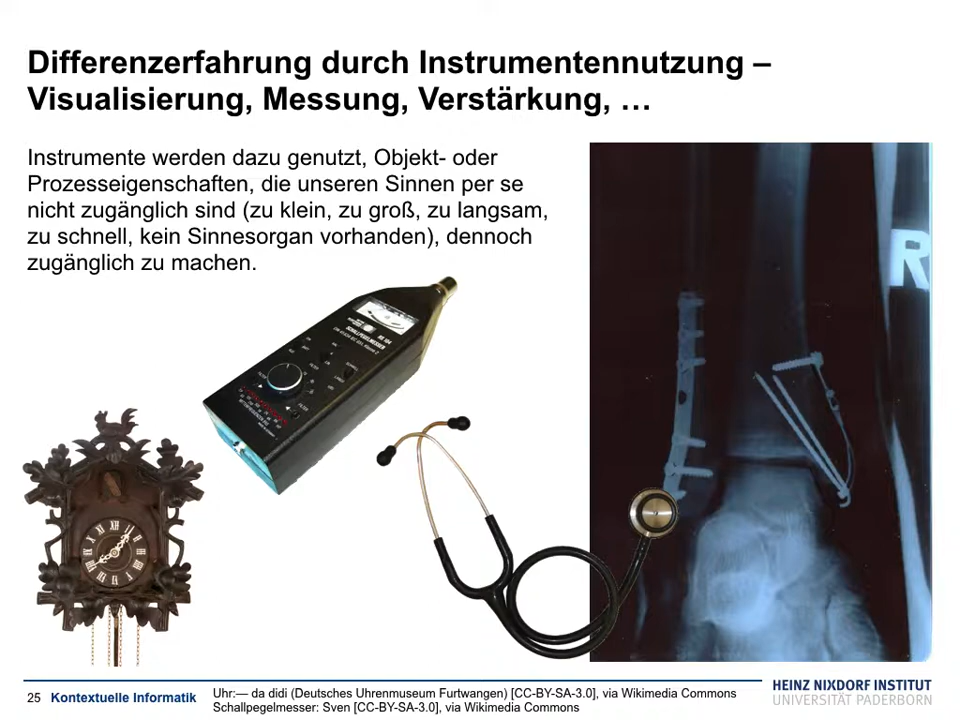 Differenzerfahrung durch Instrumentennutzung –
Visualisierung, Messung, Verstärkung, …
Instrumente werden dazu genutzt, Objekt- oder
Prozesseigenschaften, die unseren Sinnen per se
nicht zugänglich sind (zu klein, zu groß, zu langsam,
zu schnell, kein Sinnesorgan vorhanden), dennoch
zugänglich zu machen.
R
SCHALLPEGELMESSER
FILTER
FILTER
25 Kontextuelle Informatik
Uhr:— da didi (Deutsches Uhrenmuseum Furtwangen) [CC-BY-SA-3.0], via Wikimedia Commons
Schallpegelmesser: Sven [CC-BY-SA-3.0], via Wikimedia Commons
HEINZ NIXDORF INSTITUT
UNIVERSITÄT PADERBORN